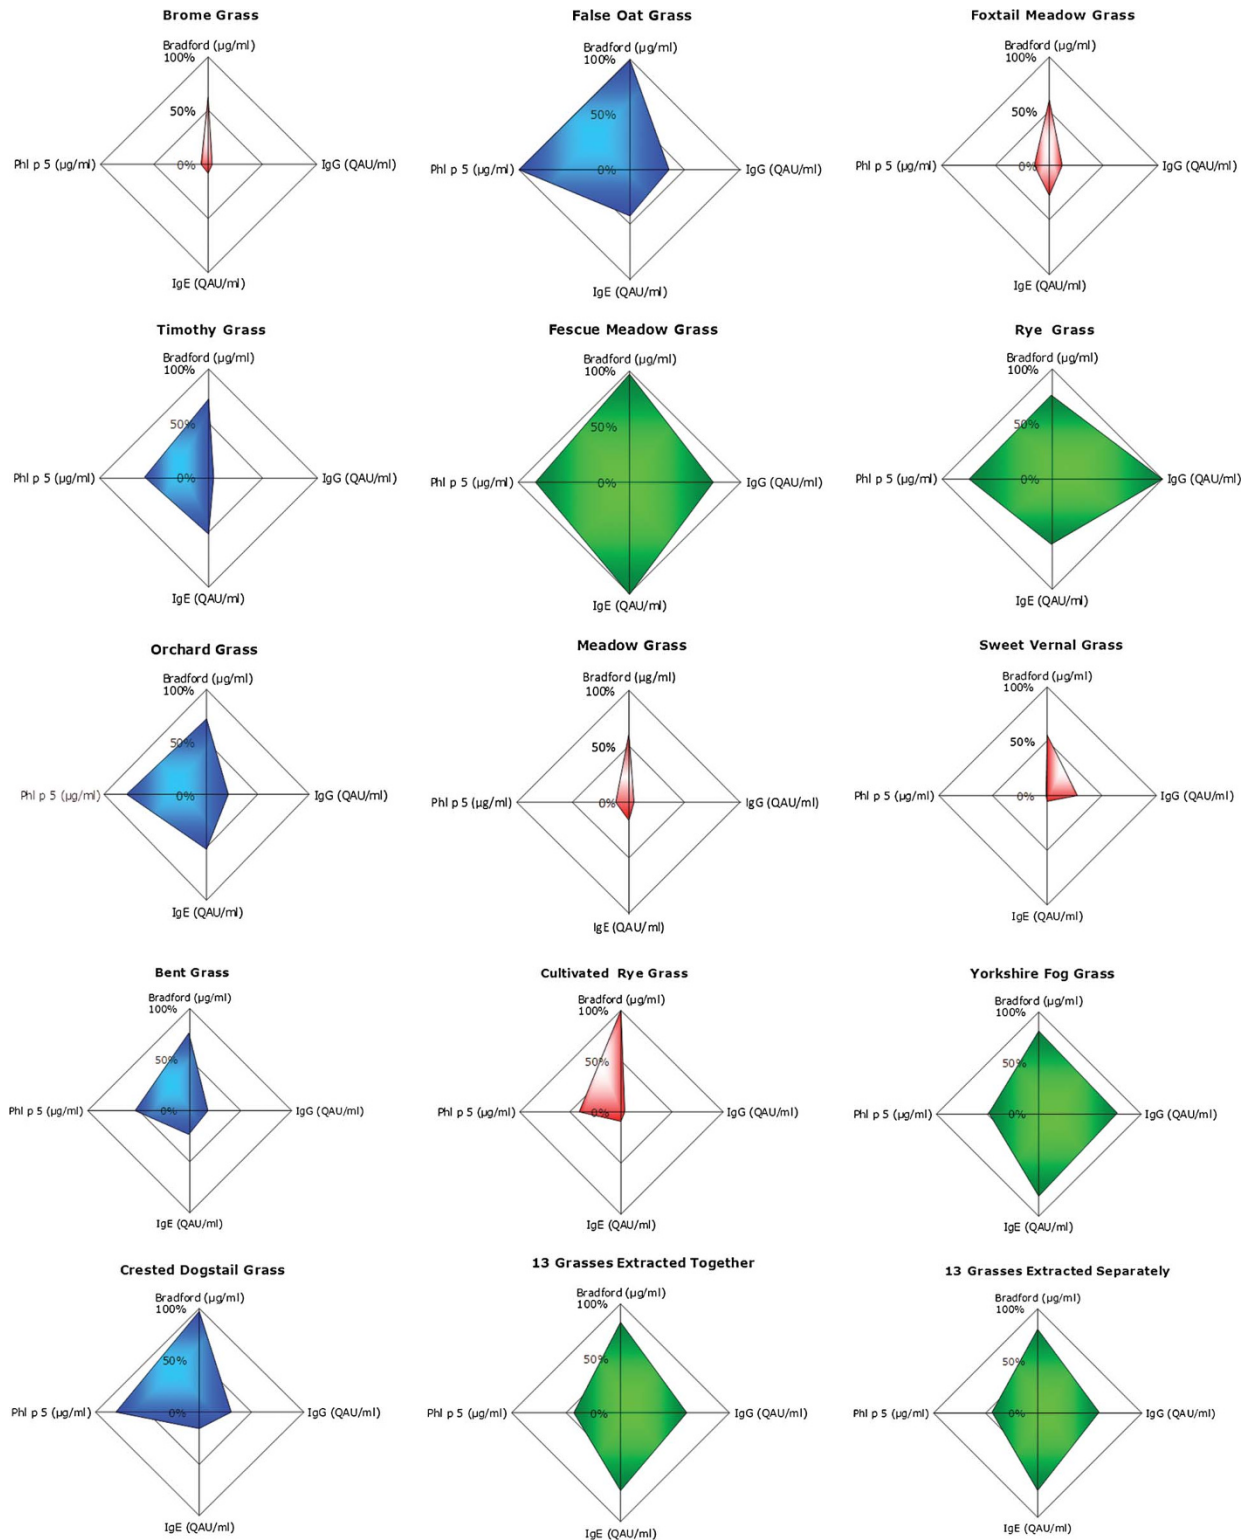 Brome Grass
Bradford (µg/ml)
100%
50%
0%
Phl p 5 (µg/ml)
IgG (QAU/ml)
IgE (QAU/ml)
False Oat Grass
Bradford (µg/ml)
100%
50%
0%
Phl p 5 (µg/ml)
IgG (QAU/ml)
IgE (QAU/ml)
Foxtail Meadow Grass
Bradford (µg/ml)
100%
50%
0%
Phl p 5 (µg/ml)
IgG (QAU/ml)
IgE (QAU/ml)
Timothy Grass
Bradford (µg/ml)
100%
50%
0%
Phl p 5 (µg/ml)
IgG (QAU/ml)
IgE (QAU/ml)
Fescue Meadow Grass
Bradford (µg/ml)
100%
50%
0%
Phl p 5 (µg/ml)
IgG (QAU/ml)
IgE (QAU/ml)
Rye Grass
Bradford (µg/ml)
100%
50%
0%
Phl p 5 (µg/ml)
IgG (QAU/ml)
IgE (QAU/ml)
Orchard Grass
Bradford (µg/ml)
100%
50%
0%
Phl p 5 (µg/ml)
IgG (QAU/ml)
IgE (QAU/ml)
Meadow Grass
Bradford (µg/ml)
100%
50%
0%
Phl p 5 (µg/ml)
IgG (QAU/ml)
IgE (QAU/ml)
Sweet Vernal Grass
Bradford (µg/ml)
100%
50%
0%
Phl p 5 (µg/ml)
IgG (QAU/ml)
IgE (QAU/ml)
Bent Grass
Bradford (µg/ml)
100%
50%
0%
Phl p 5 (µg/ml)
IgG (QAU/ml)
IgE (QAU/ml)
Cultivated Rye Grass
Bradford (µg/ml)
100%
50%
0%
Phl p 5 (µg/ml)
IgG (QAU/ml)
IgE (QAU/ml)
Yorkshire Fog Grass
Bradford (µg/ml)
100%
50%
0%
Phl p 5 (µg/ml)
IgG (QAU/ml)
IgE (QAU/ml)
Crested Dogstail Grass
Bradford (µg/ml)
100%
50%
0%
Phl p 5 (µg/ml)
IgG (QAU/ml)
IgE (QAU/ml)
13 Grasses Extracted Together
Bradford (µg/ml)
100%
50%
0%
Phl p 5 (µg/ml)
IgG (QAU/ml)
IgE (QAU/ml)
13 Grasses Extracted Separately
Bradford (µg/ml)
100%
50%
0%
Phl p 5 (µg/ml)
IgG (QAU/ml)
IgE (QAU/ml)